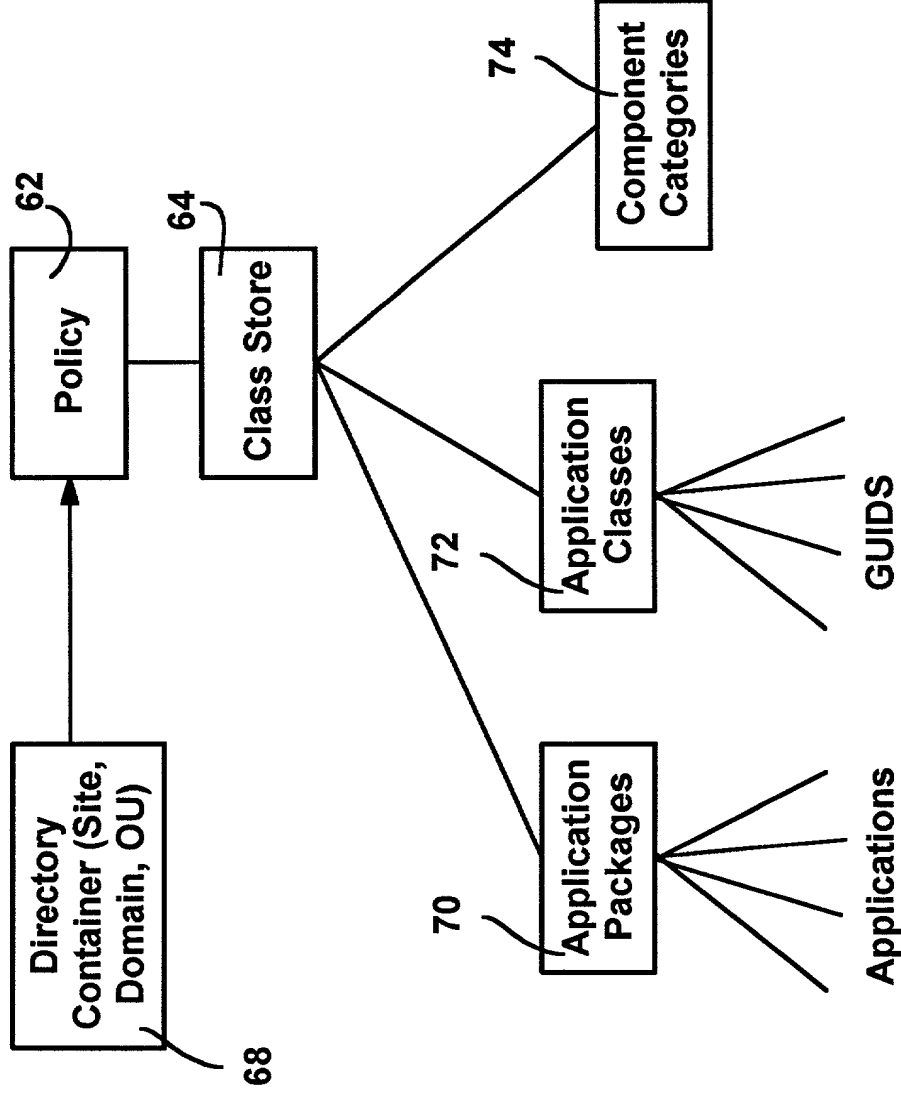 68
Directory
Container (Site,
Domain, OU)
62
Policy
64
Class Store
70
Application
Packages
72
Application
Classes
74
Component
Categories
Applications
GUIDS